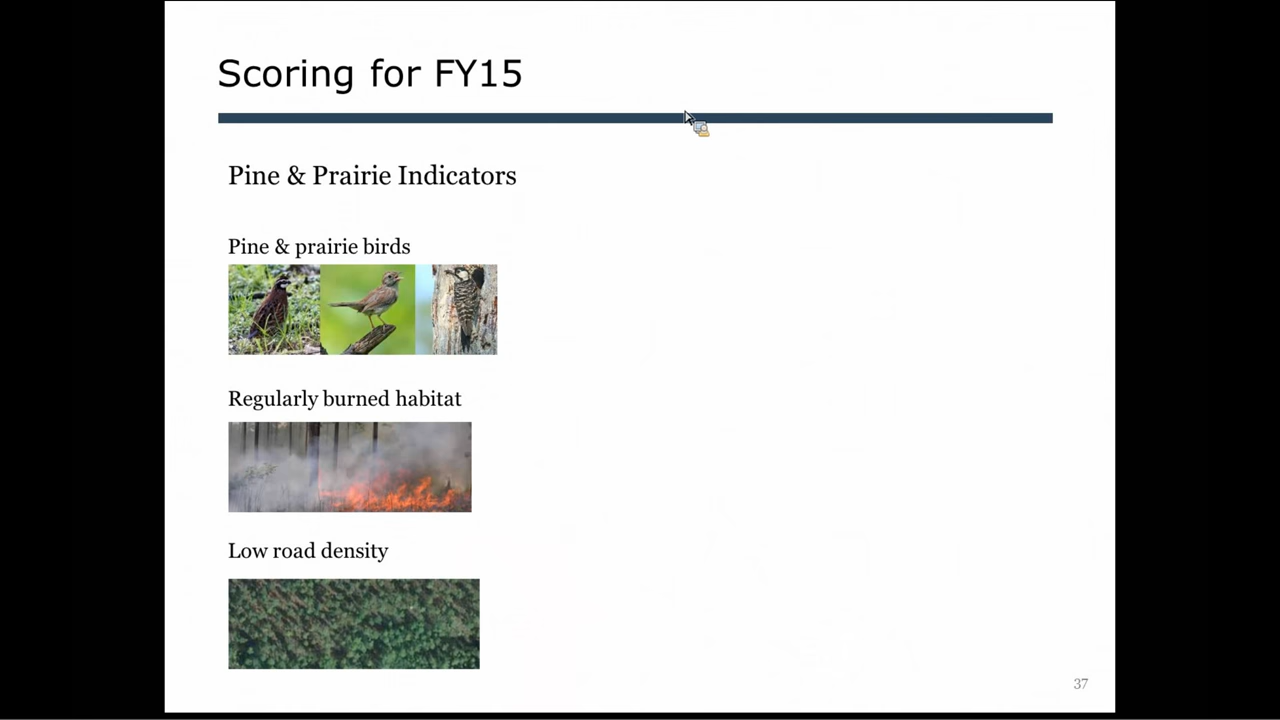 Scoring for FY15
Pine & Prairie Indicators
Pine & prairie birds
Regularly burned habitat
Low road density
37